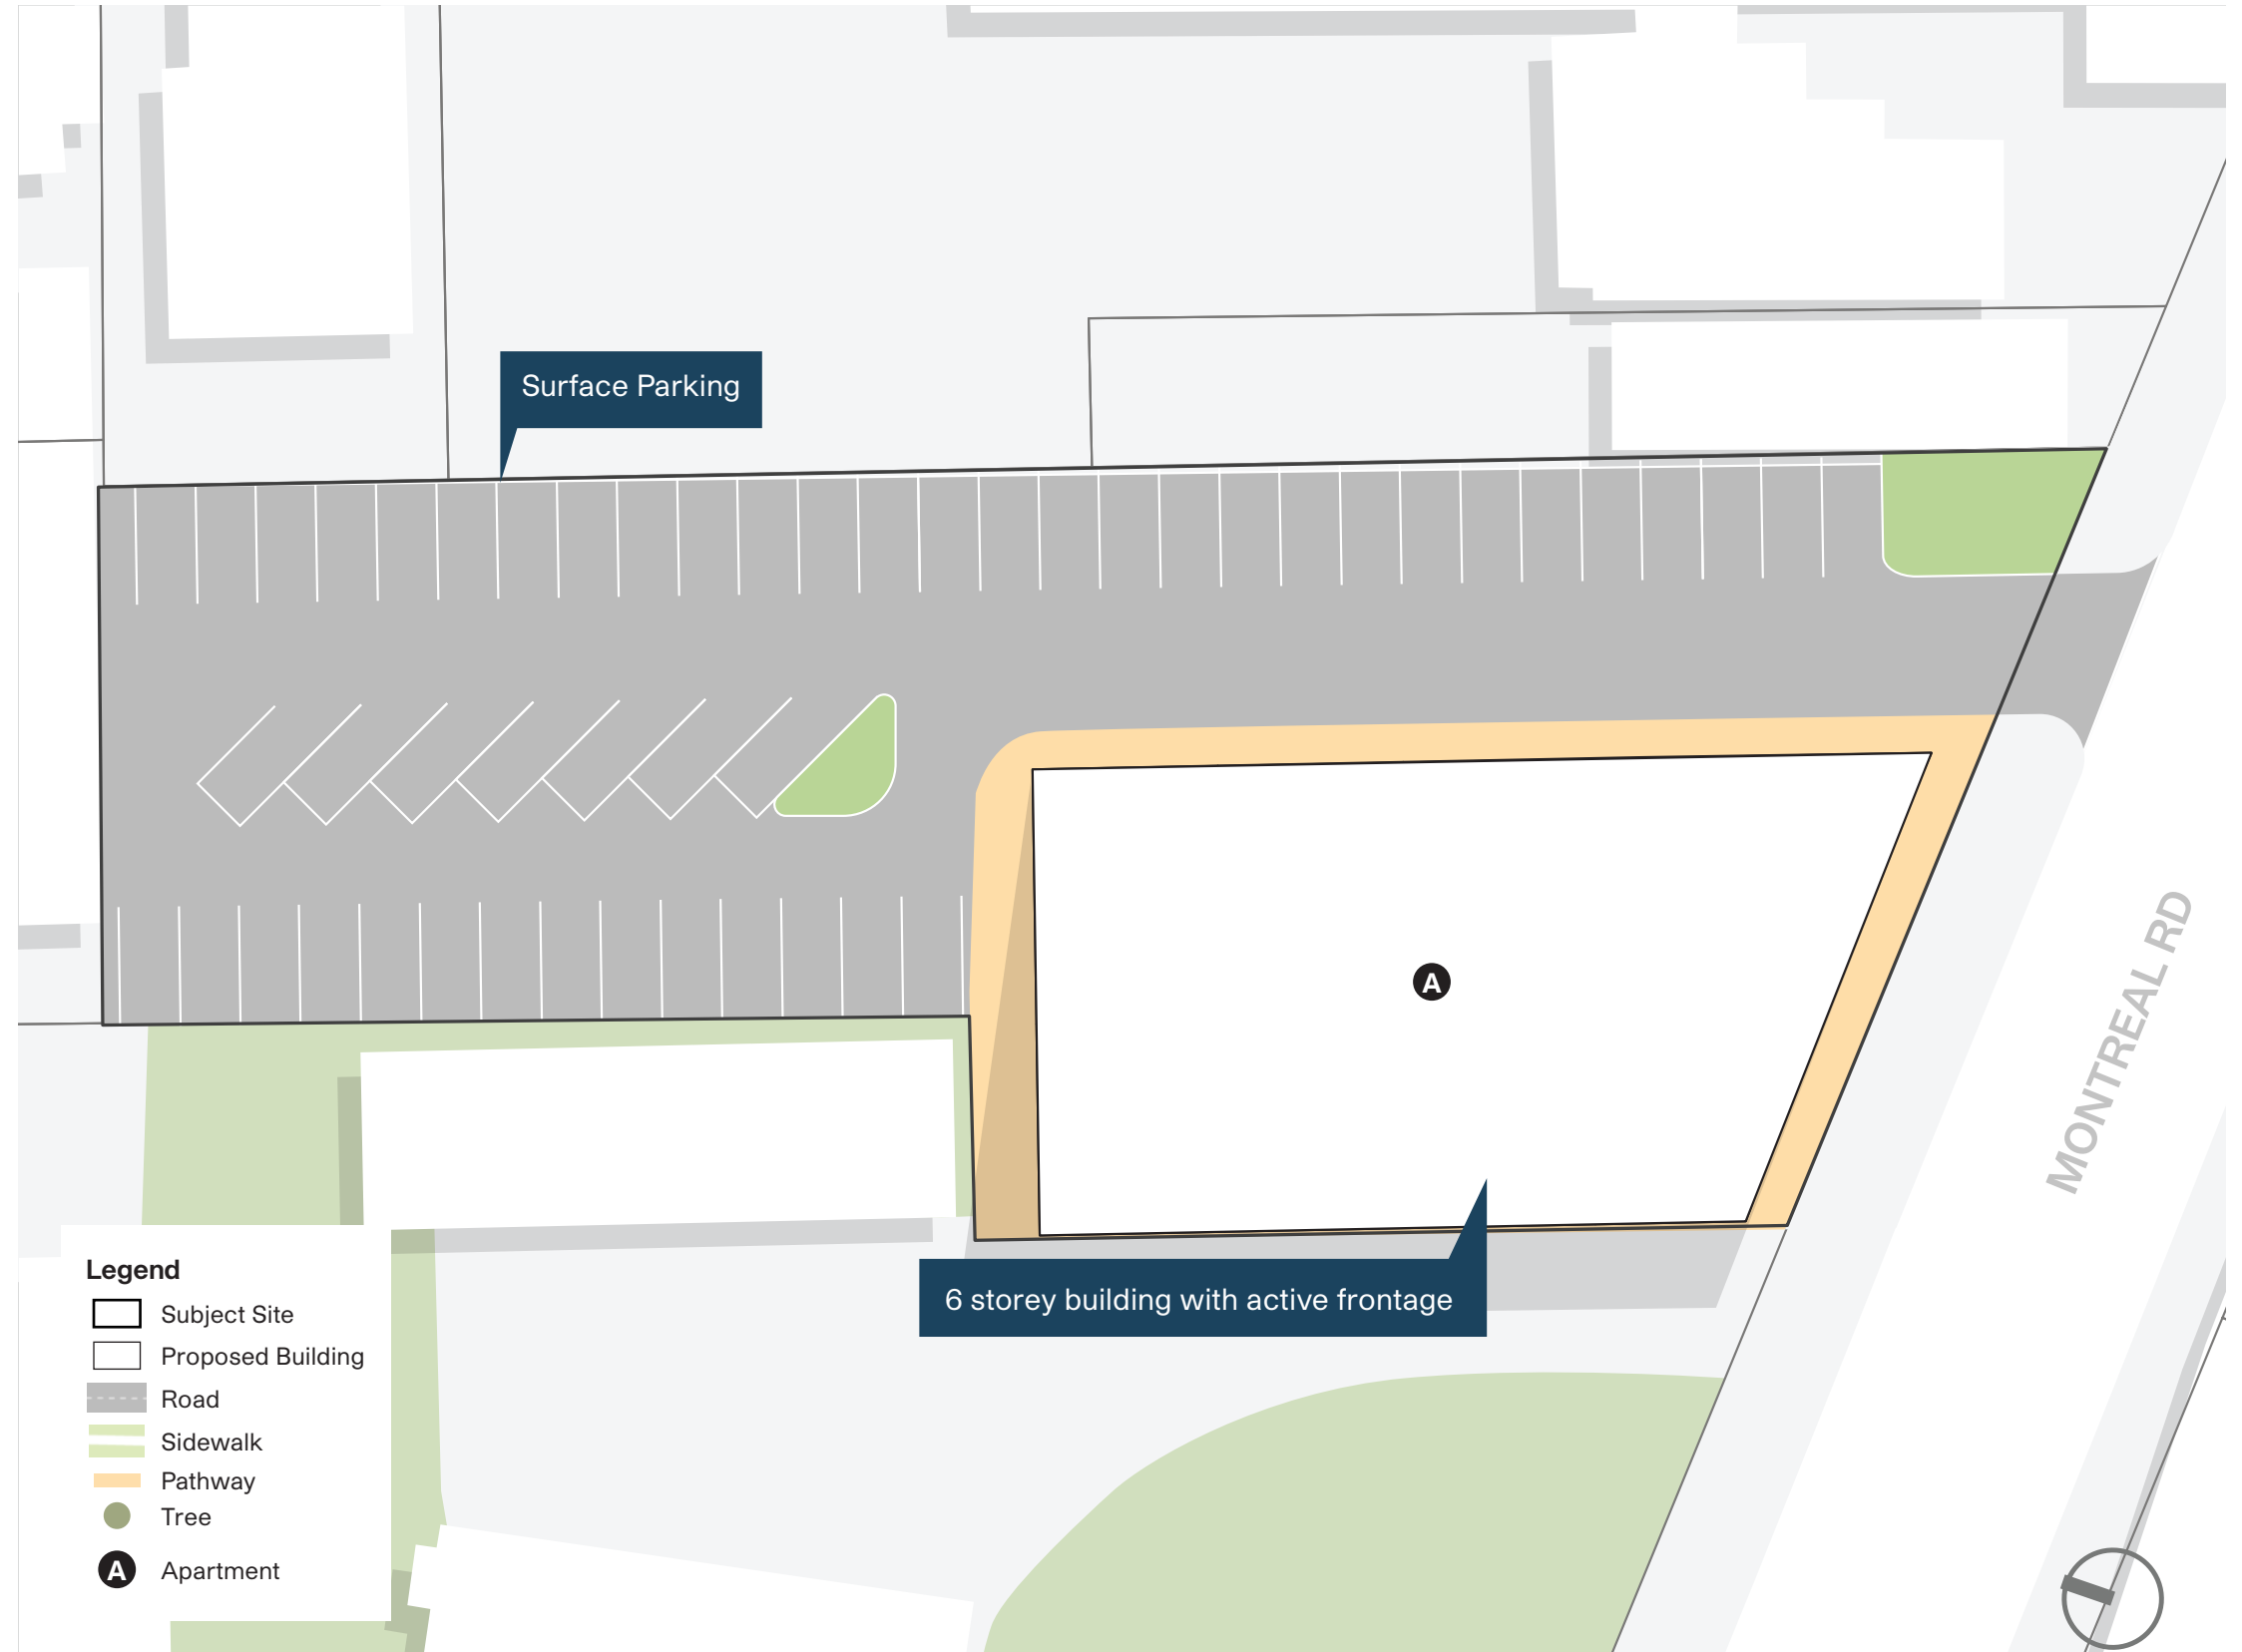 Surface Parking
A
MONTREAL RD
6 storey building with active frontage
Legend
Subject Site
Proposed Building
Road
Sidewalk
Pathway
Tree
A Apartment